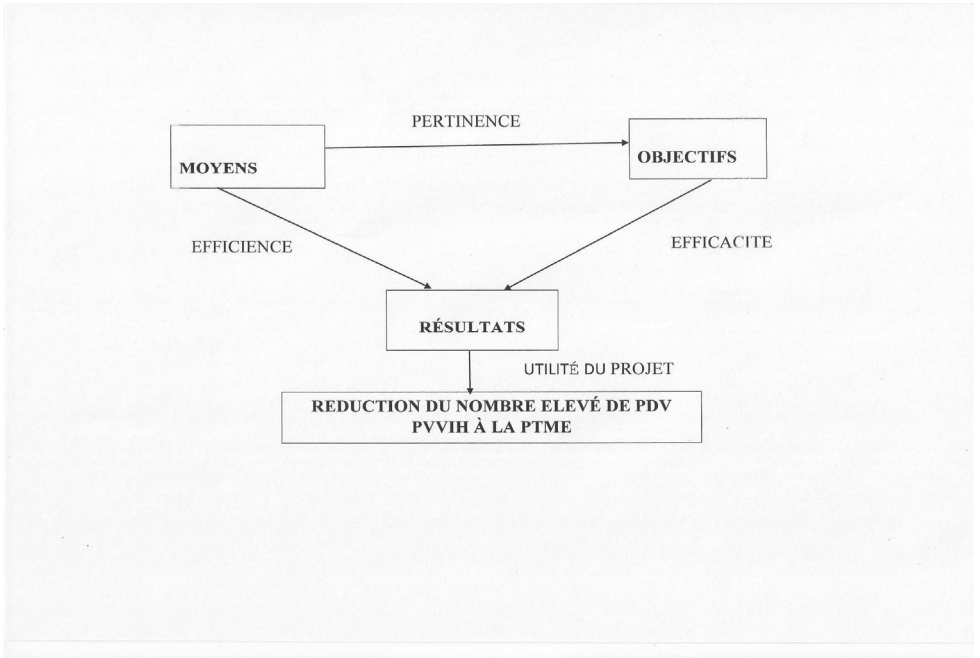 PERTINENCE
MOYENS
OBJECTIFS
EFFICIENCE
EFFICACITE
RÉSULTATS
UTILITÉ DU PROJET
REDUCTION DU NOMBRE ELEVÉ DE PDV
PVVIH À LA PTME